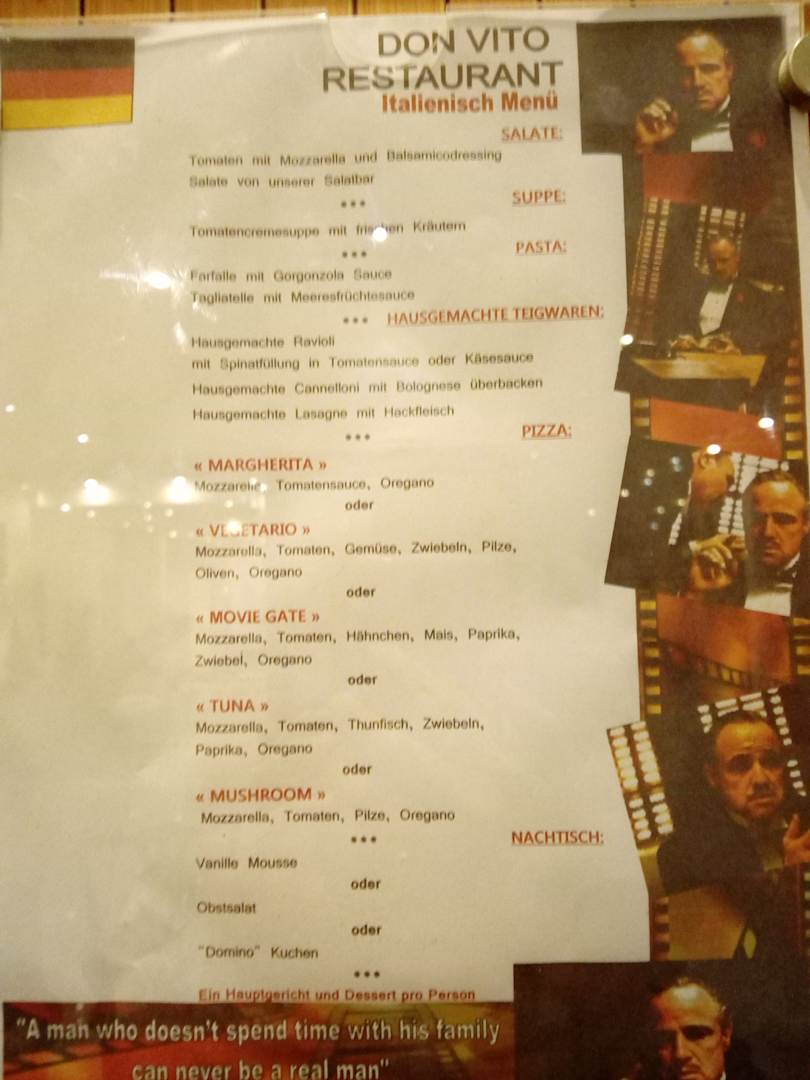 DON VITO
RESTAURANT
Italienisch Menü
SALATE:
Tomaten mit Mozzarella und Balsamicodressing
Salate von unserer Salatbar
***
SUPPE:
Tomatencremesuppe mit frischen Kräutern
***
PASTA:
Farfalle mit Gorgonzola Sauce
Tagliatelle mit Meeresfrüchtesauce
*** HAUSGEMACHTE TEIGWAREN:
Hausgemachte Ravioli
mit Spinatfüllung in Tomatensauce oder Käsesauce
Hausgemachte Cannelloni mit Bolognese überbacken
Hausgemachte Lasagne mit Hackfleisch
***
PIZZA:
« MARGHERITA »
Mozzarella, Tomatensauce, Oregano
oder
« VEGETARIO »
Mozzarella, Tomaten, Gemüse, Zwiebeln, Pilze,
Oliven, Oregano
oder
« MOVIE GATE »
Mozzarella, Tomaten, Hähnchen, Mais, Paprika,
Zwiebel, Oregano
oder
« TUNA »
Mozzarella, Tomaten, Thunfisch, Zwiebeln,
Paprika, Oregano
oder
« MUSHROOM »
Mozzarella, Tomaten, Pilze, Oregano
***
NACHTISCH:
Vanille Mousse
oder
Obstsalat
oder
"Domino" Kuchen
***
Ein Hauptgericht und Dessert pro Person
"A man who doesn't spend time with his family
can never be a real man"